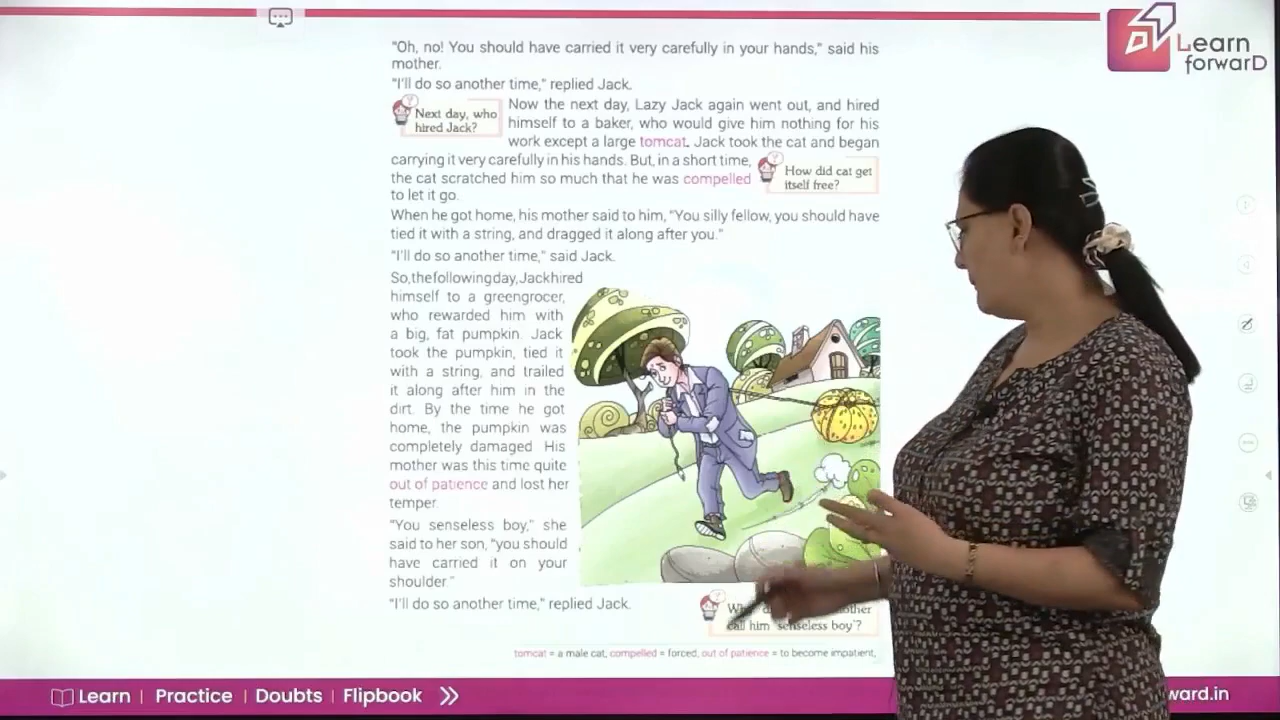 Learn
forwarD
"Oh, no! You should have carried it very carefully in your hands," said his
mother.
"I'll do so another time," replied Jack.
Next day, who
hired Jack?
Now the next day, Lazy Jack again went out, and hired
himself to a baker, who would give him nothing for his
work except a large tomcat. Jack took the cat and began
carrying it very carefully in his hands. But, in a short time,
the cat scratched him so much that he was compelled
to let it go.
How did cat get
itself free?
When he got home, his mother said to him, "You silly fellow, you should have
tied it with a string, and dragged it along after you."
"I'll do so another time," said Jack.
So, the following day, Jack hired
himself to a greengrocer,
who rewarded him with
a big, fat pumpkin. Jack
took the pumpkin, tied it
with a string, and trailed
it along after him in the
dirt. By the time he got
home, the pumpkin was
completely damaged. His
mother was this time quite
out of patience and lost her
temper.
"You senseless boy," she
said to her son, "you should
have carried it on your
shoulder."
"I'll do so another time," replied Jack.
call him 'senseless boy'?
tomcat = a male cat, compelled = forced, out of patience = to become impatient,
Learn | Practice | Doubts | Flipbook
ward.in